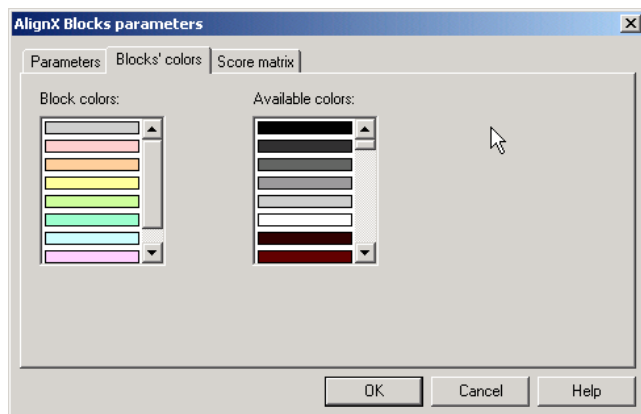 AlignX Blocks parameters
Parameters Blocks' colors Score matrix
Block colors: Available colors:
OK Cancel Help